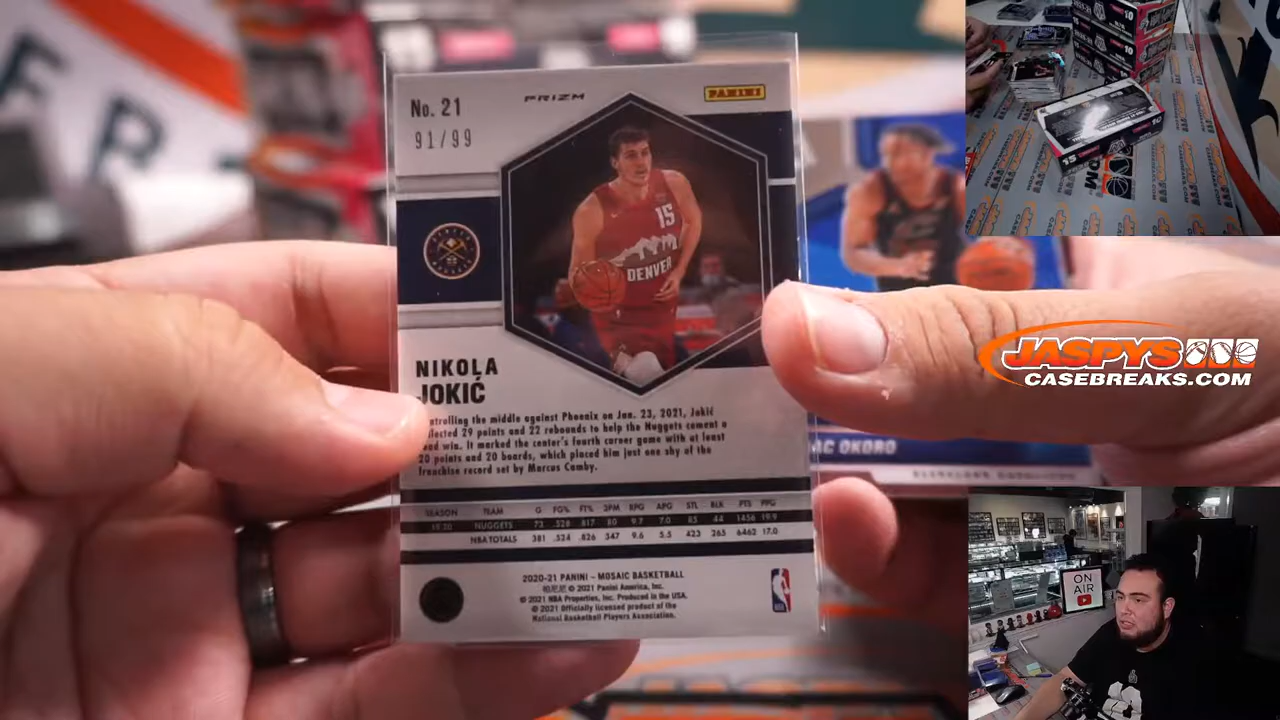 No. 21
PRIZM
PANINI
91/99
15
DENVER
NIKOLA
JOKIĆ
the middle against Phoenix on Jan. 23, 2021, Jokić
29 points and 22 rebounds to help the Nuggets cement a
win. It marked the center's fourth career game with at least
20 points and 20 boards, which placed him just one shy of the
franchise record set by Marcus Camby.
SEASON TEAM G FG% FT% 3PM RPG APG STL BLK PTS PPG
19-20 NUGGETS 73 .528 .817 80 9.7 7.0 85 44 1456 19.9
NBA TOTALS 381 .524 .826 347 9.6 5.5 423 265 6462 17.0
2020-21 PANINI – MOSAIC BASKETBALL
帕尼尼 © 2021 Panini America, Inc.
© 2021 NBA Properties, Inc. Produced in the USA.
© 2021 Officially licensed product of the
National Basketball Players Association.
OKORO
JASPYS
CASEBREAKS.COM
ON
AIR